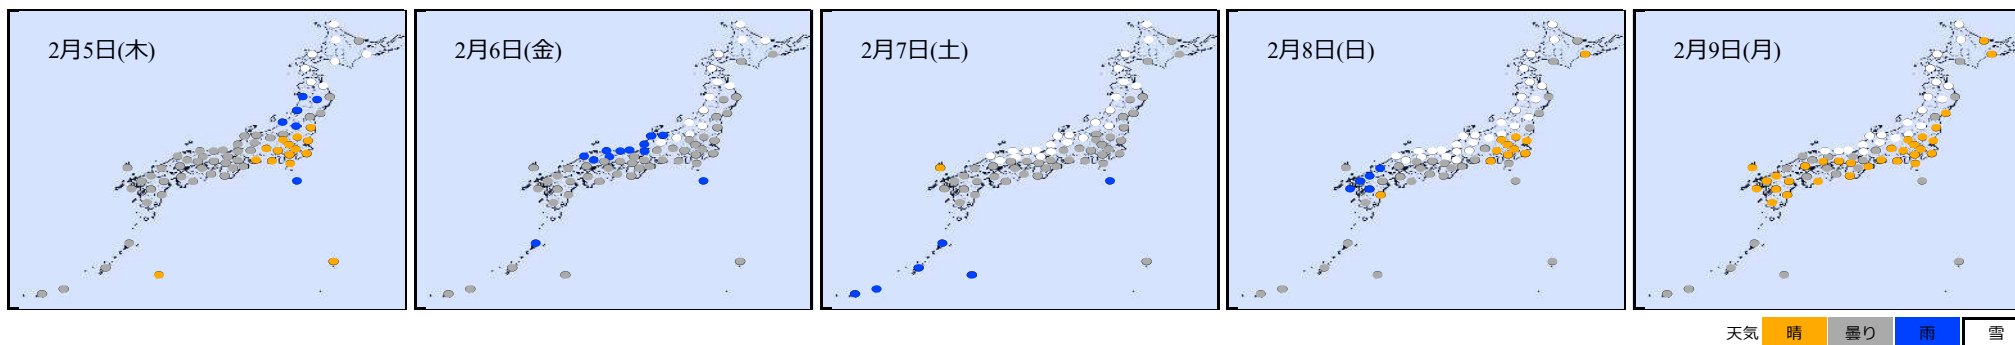 2月5日(木)
2月6日(金)
2月7日(土)
2月8日(日)
2月9日(月)
天気 晴 曇り 雨 雪